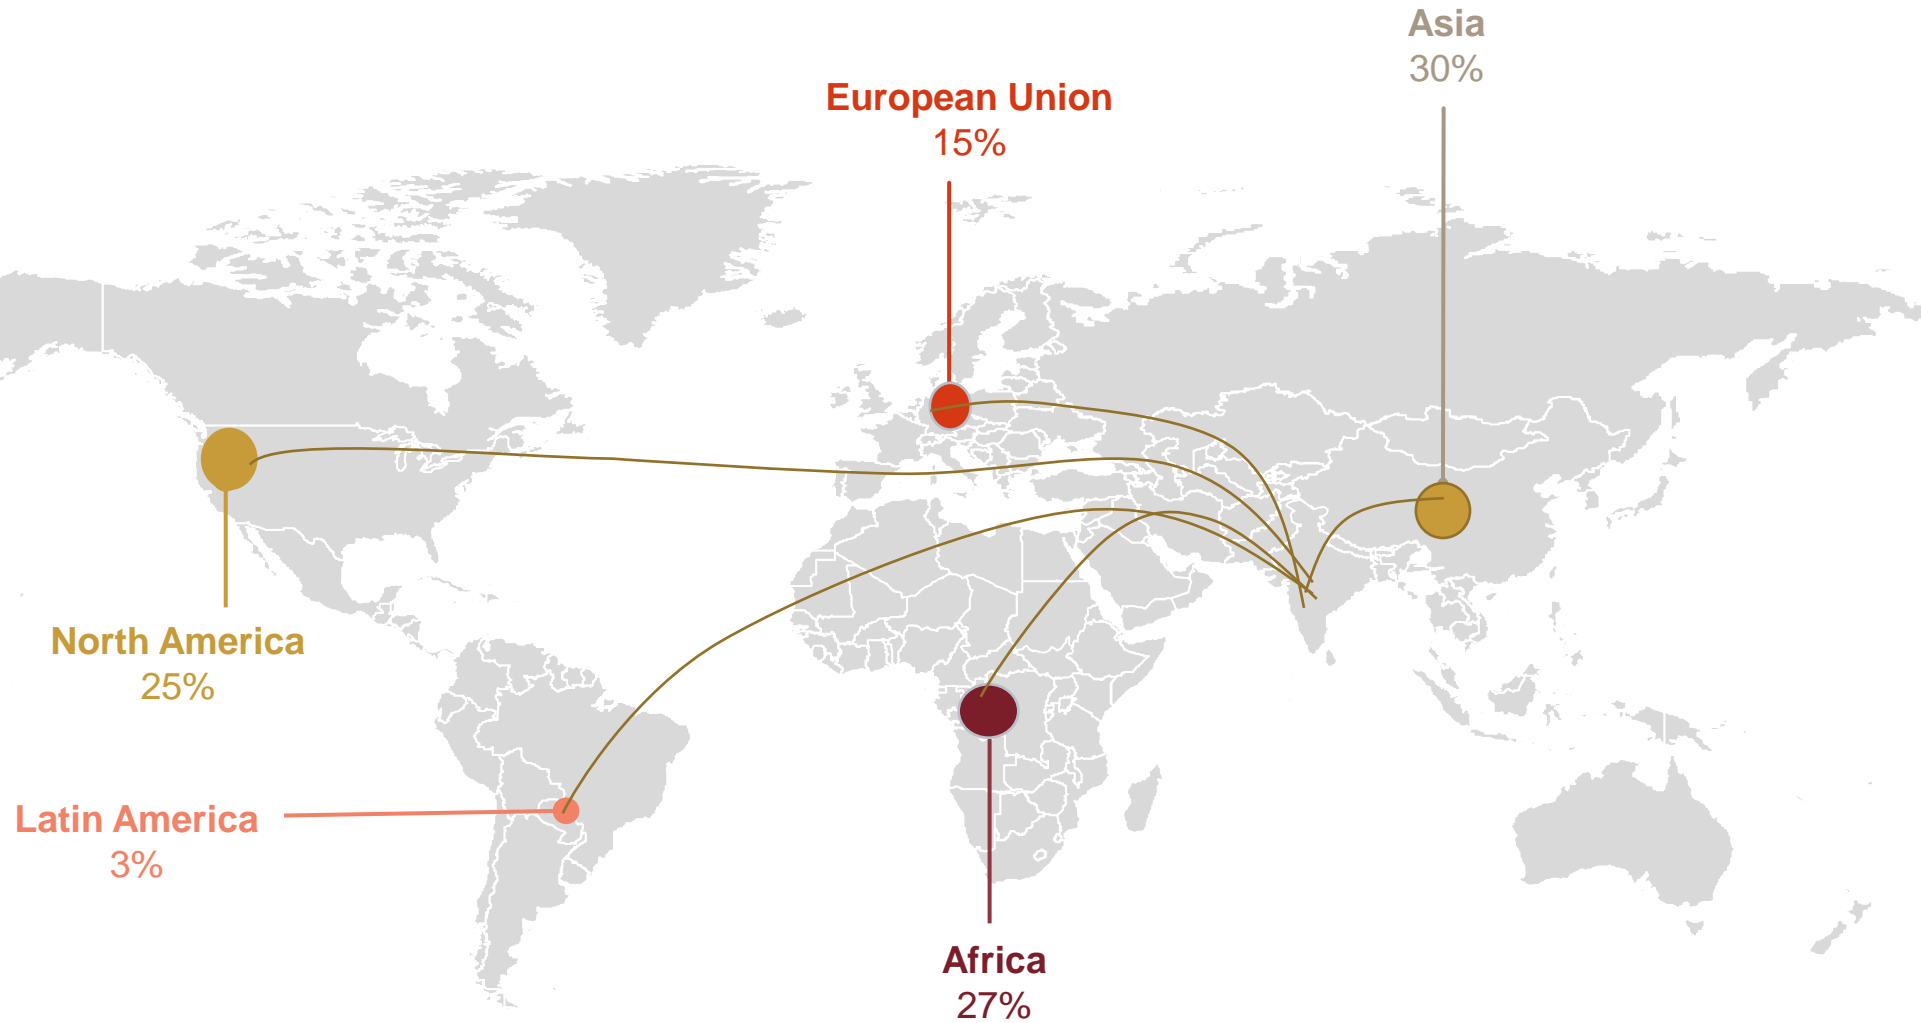 Asia
30%
European Union
15%
North America
25%
Latin America
3%
Africa
27%